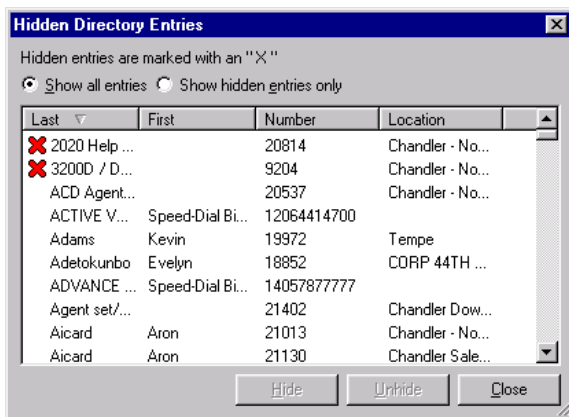 Hidden Directory Entries
Hidden entries are marked with an "X"
Show all entries Show hidden entries only
Last First Number Location
2020 Help ... 20814 Chandler - No...
3200D / D... 9204 Chandler - No...
ACD Agent... 20537 Chandler - No...
ACTIVE V... Speed-Dial Bi... 12064414700
Adams Kevin 19972 Tempe
Adetokunbo Evelyn 18852 CORP 44TH ...
ADVANCE ... Speed-Dial Bi... 14057877777
Agent set/... 21402 Chandler Dow...
Aicard Aron 21013 Chandler - No...
Aicard Aron 21130 Chandler Sale...
Hide Unhide Close